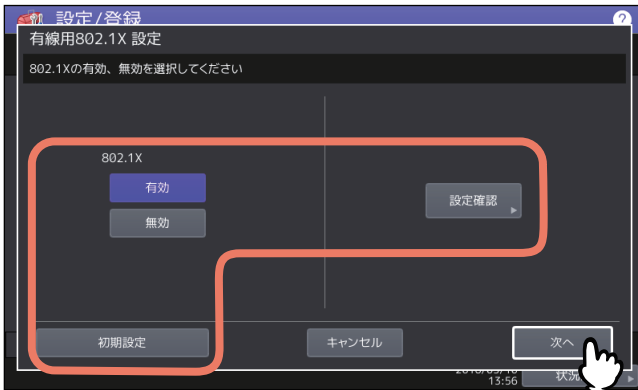 設定/登録
?
有線用802.1X 設定
802.1Xの有効、無効を選択してください
802.1X
有効
無効
設定確認
初期設定
キャンセル
次へ
13:56
状況